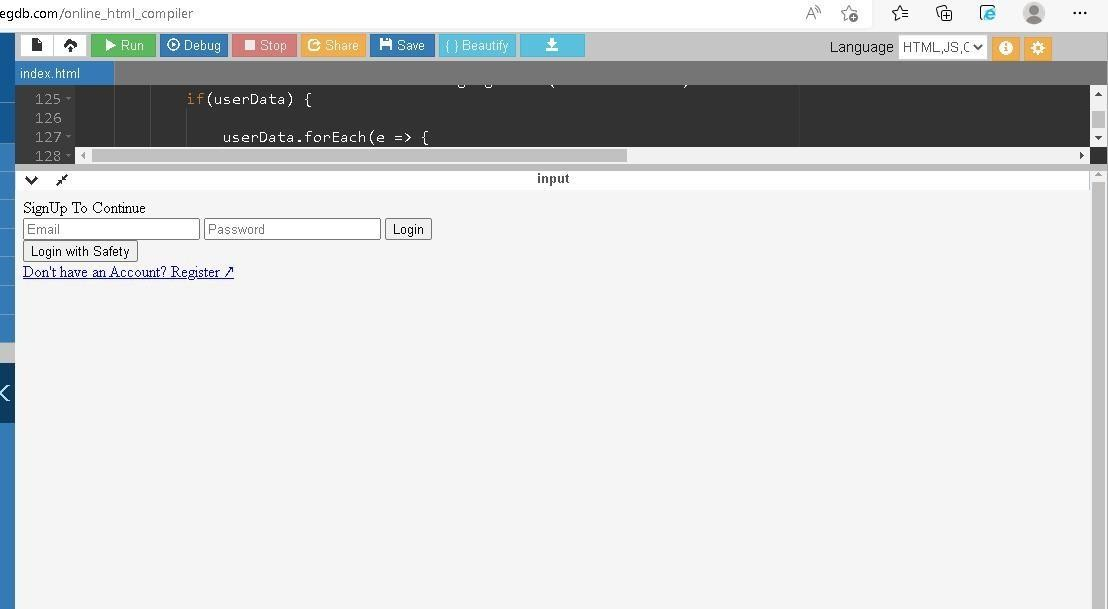 egdb.com/online_html_compiler
Run Debug Stop Share Save { } Beautify Language HTML,JS,C
index.html
125 if(userData) {
126
127 userData.forEach(e => {
128
input
SignUp To Continue
Email Password Login
Login with Safety
Don't have an Account? Register ↗